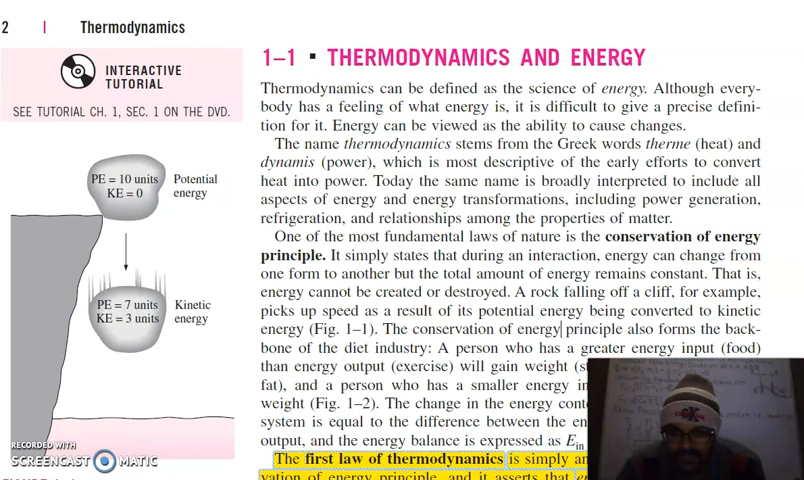 2 | Thermodynamics
INTERACTIVE
TUTORIAL
SEE TUTORIAL CH. 1, SEC. 1 ON THE DVD.
PE = 10 units
KE = 0
Potential
energy
PE = 7 units
KE = 3 units
Kinetic
energy
1–1 ▪ THERMODYNAMICS AND ENERGY
Thermodynamics can be defined as the science of energy. Although every-
body has a feeling of what energy is, it is difficult to give a precise defini-
tion for it. Energy can be viewed as the ability to cause changes.
The name thermodynamics stems from the Greek words therme (heat) and
dynamis (power), which is most descriptive of the early efforts to convert
heat into power. Today the same name is broadly interpreted to include all
aspects of energy and energy transformations, including power generation,
refrigeration, and relationships among the properties of matter.
One of the most fundamental laws of nature is the conservation of energy
principle. It simply states that during an interaction, energy can change from
one form to another but the total amount of energy remains constant. That is,
energy cannot be created or destroyed. A rock falling off a cliff, for example,
picks up speed as a result of its potential energy being converted to kinetic
energy (Fig. 1–1). The conservation of energy principle also forms the back-
bone of the diet industry: A person who has a greater energy input (food)
than energy output (exercise) will gain weight
fat), and a person who has a smaller energy
weight (Fig. 1–2). The change in the energy
system is equal to the difference between the
output, and the energy balance is expressed as E in
The first law of thermodynamics is simply
vation of energy principle, and it asserts that
RECORDED WITH
SCREENCAST MATIC